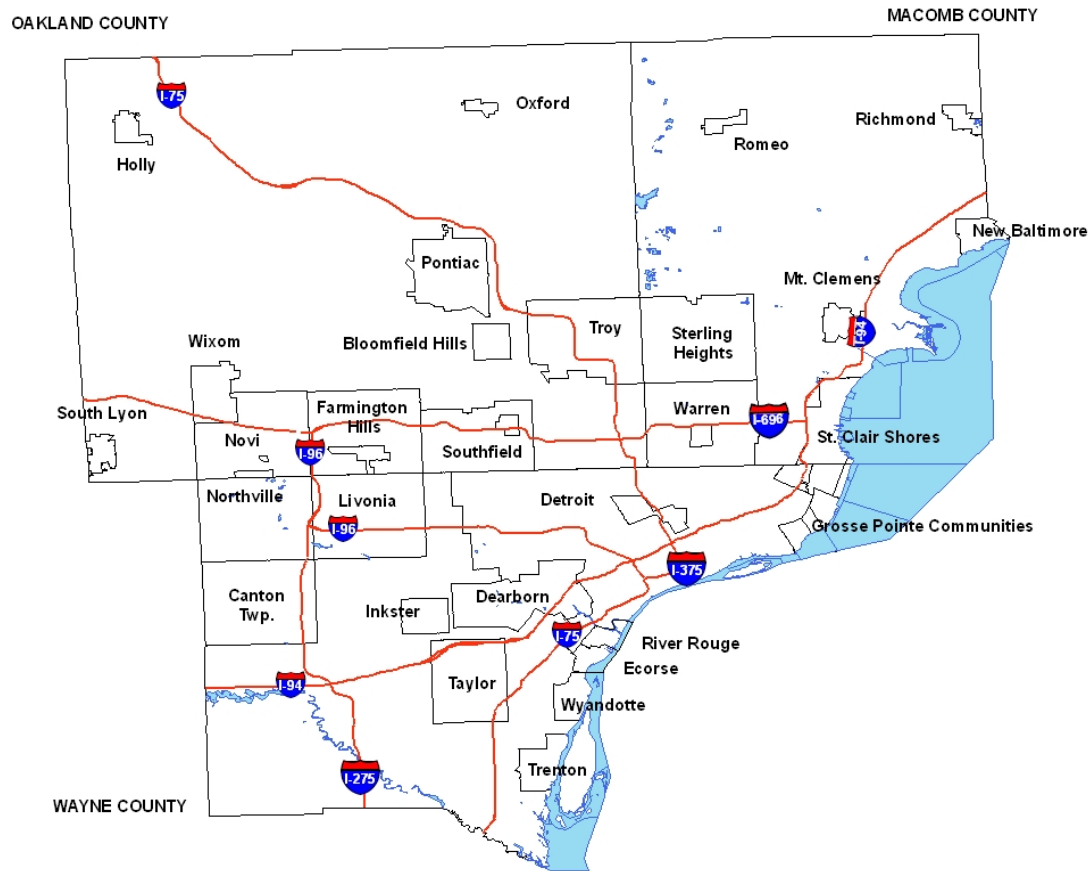 OAKLAND COUNTY
MACOMB COUNTY
I-75
Oxford
Richmond
Romeo
Holly
New Baltimore
Pontiac
Mt. Clemens
Troy
Sterling
Heights
I-94
Bloomfield Hills
Wixom
South Lyon
Farmington
Hills
Warren
I-696
Novi
I-96
Southfield
St. Clair Shores
Northville
Livonia
Detroit
I-96
Grosse Pointe Communities
I-375
Canton
Twp.
Inkster
Dearborn
I-75
River Rouge
Ecorse
I-94
Taylor
Wyandotte
I-275
Trenton
WAYNE COUNTY